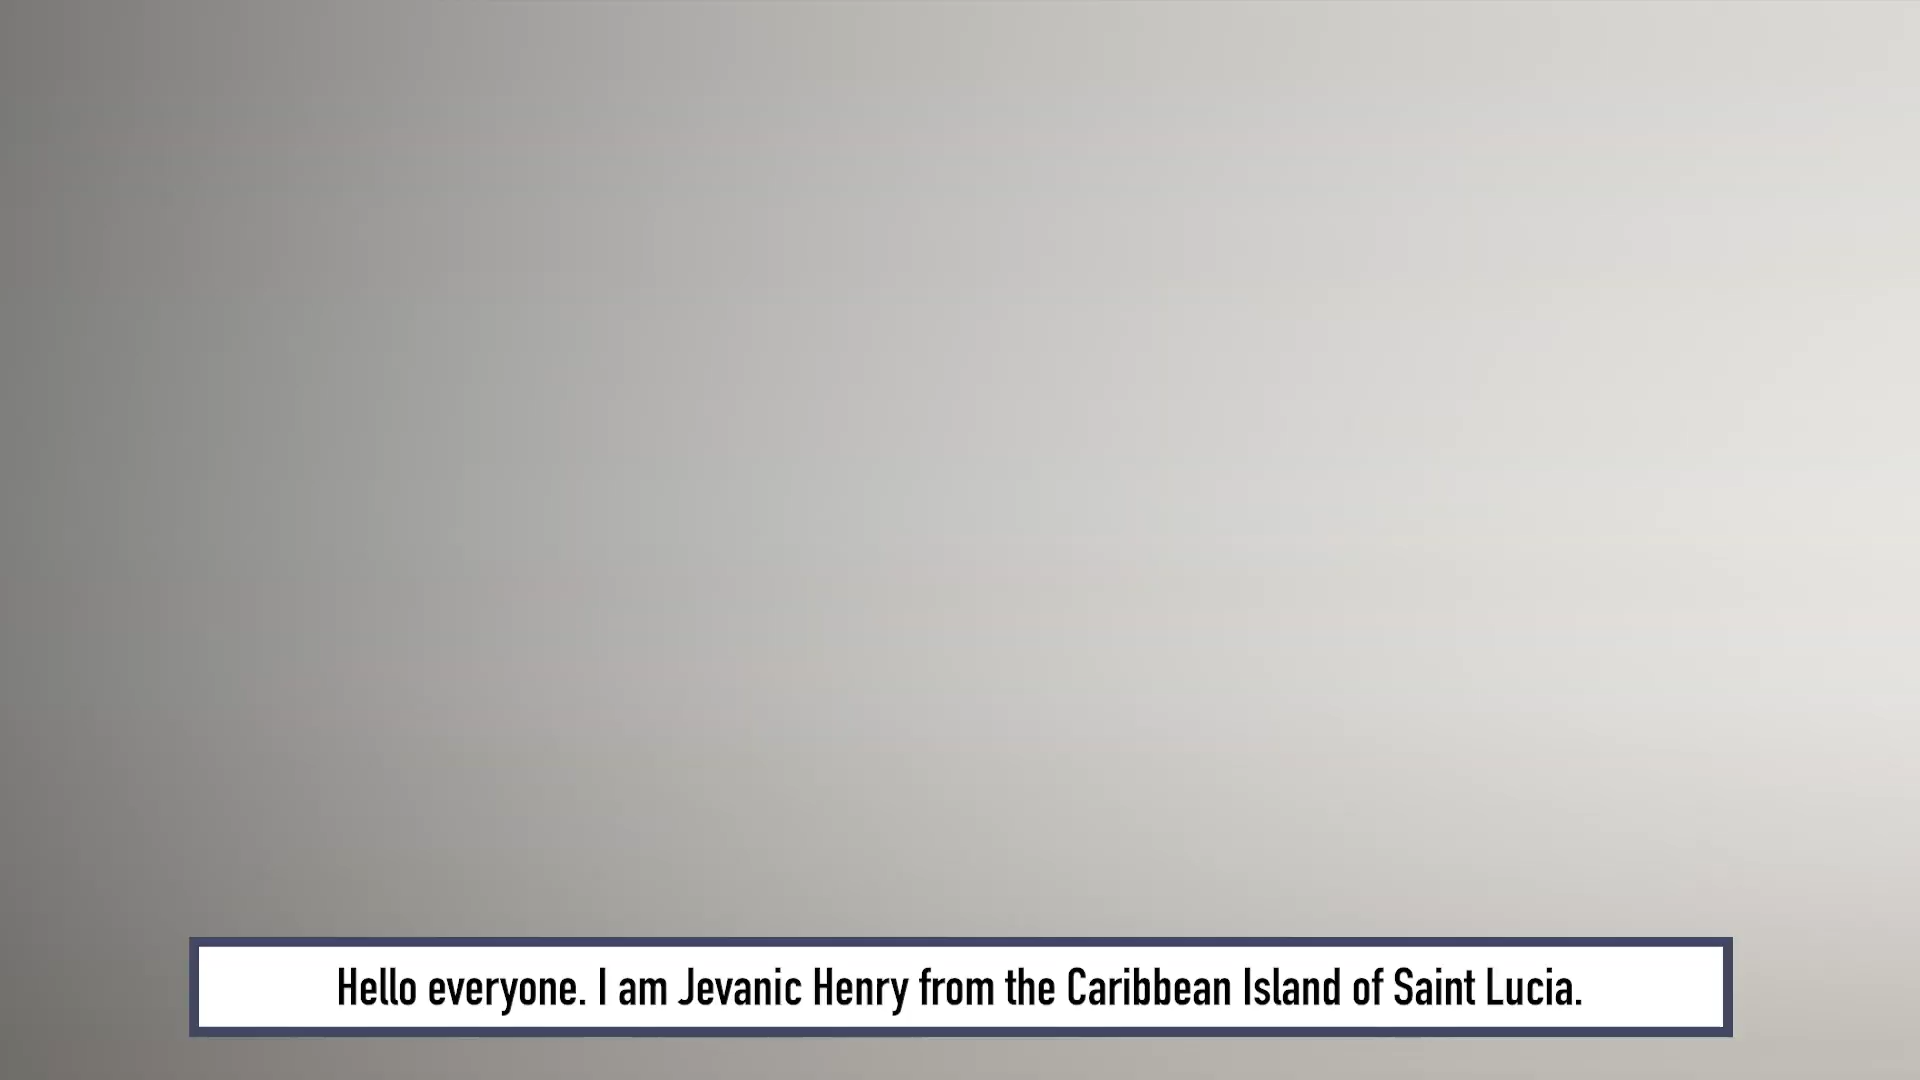 Hello everyone. I am Jevanic Henry from the Caribbean Island of Saint Lucia.